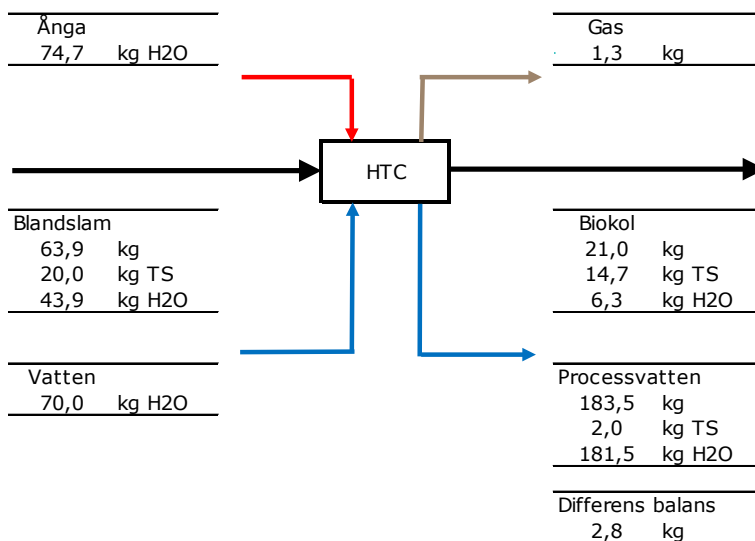 Ånga
74,7 kg H2O
Gas
1,3 kg
HTC
Blandslam
63,9 kg
20,0 kg TS
43,9 kg H2O
Biokol
21,0 kg
14,7 kg TS
6,3 kg H2O
Vatten
70,0 kg H2O
Processvatten
183,5 kg
2,0 kg TS
181,5 kg H2O
Differens balans
2,8 kg